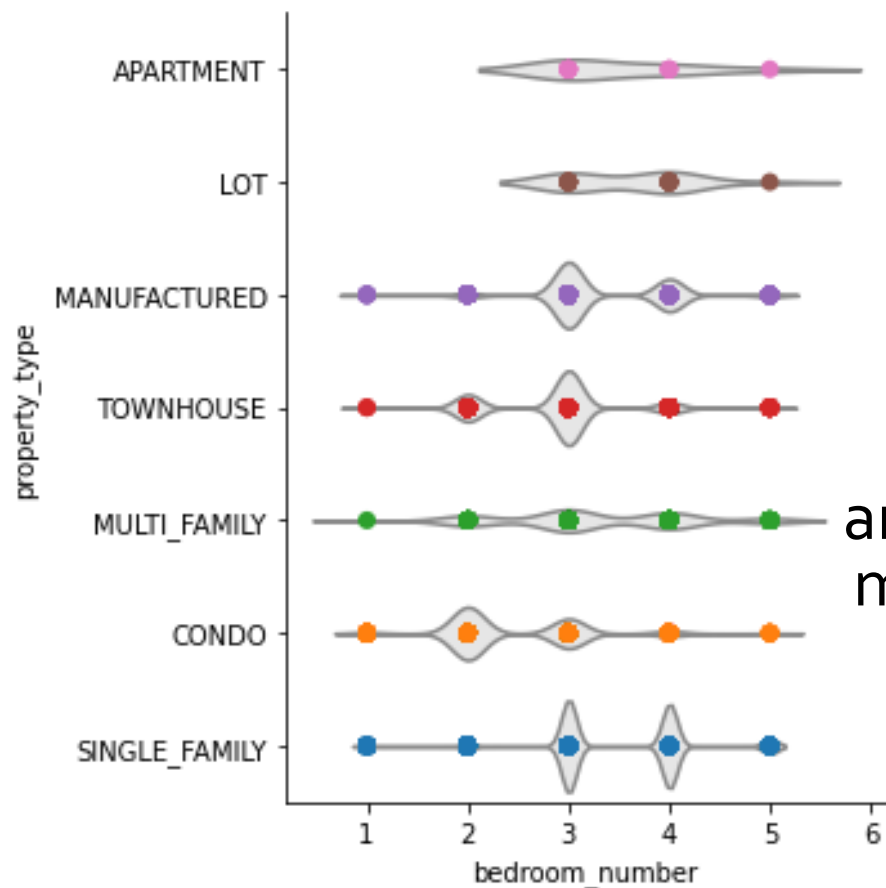 APARTMENT
LOT
MANUFACTURED
TOWNHOUSE
MULTI_FAMILY
CONDO
SINGLE_FAMILY
property_type
1 2 3 4 5 6
bedroom_number